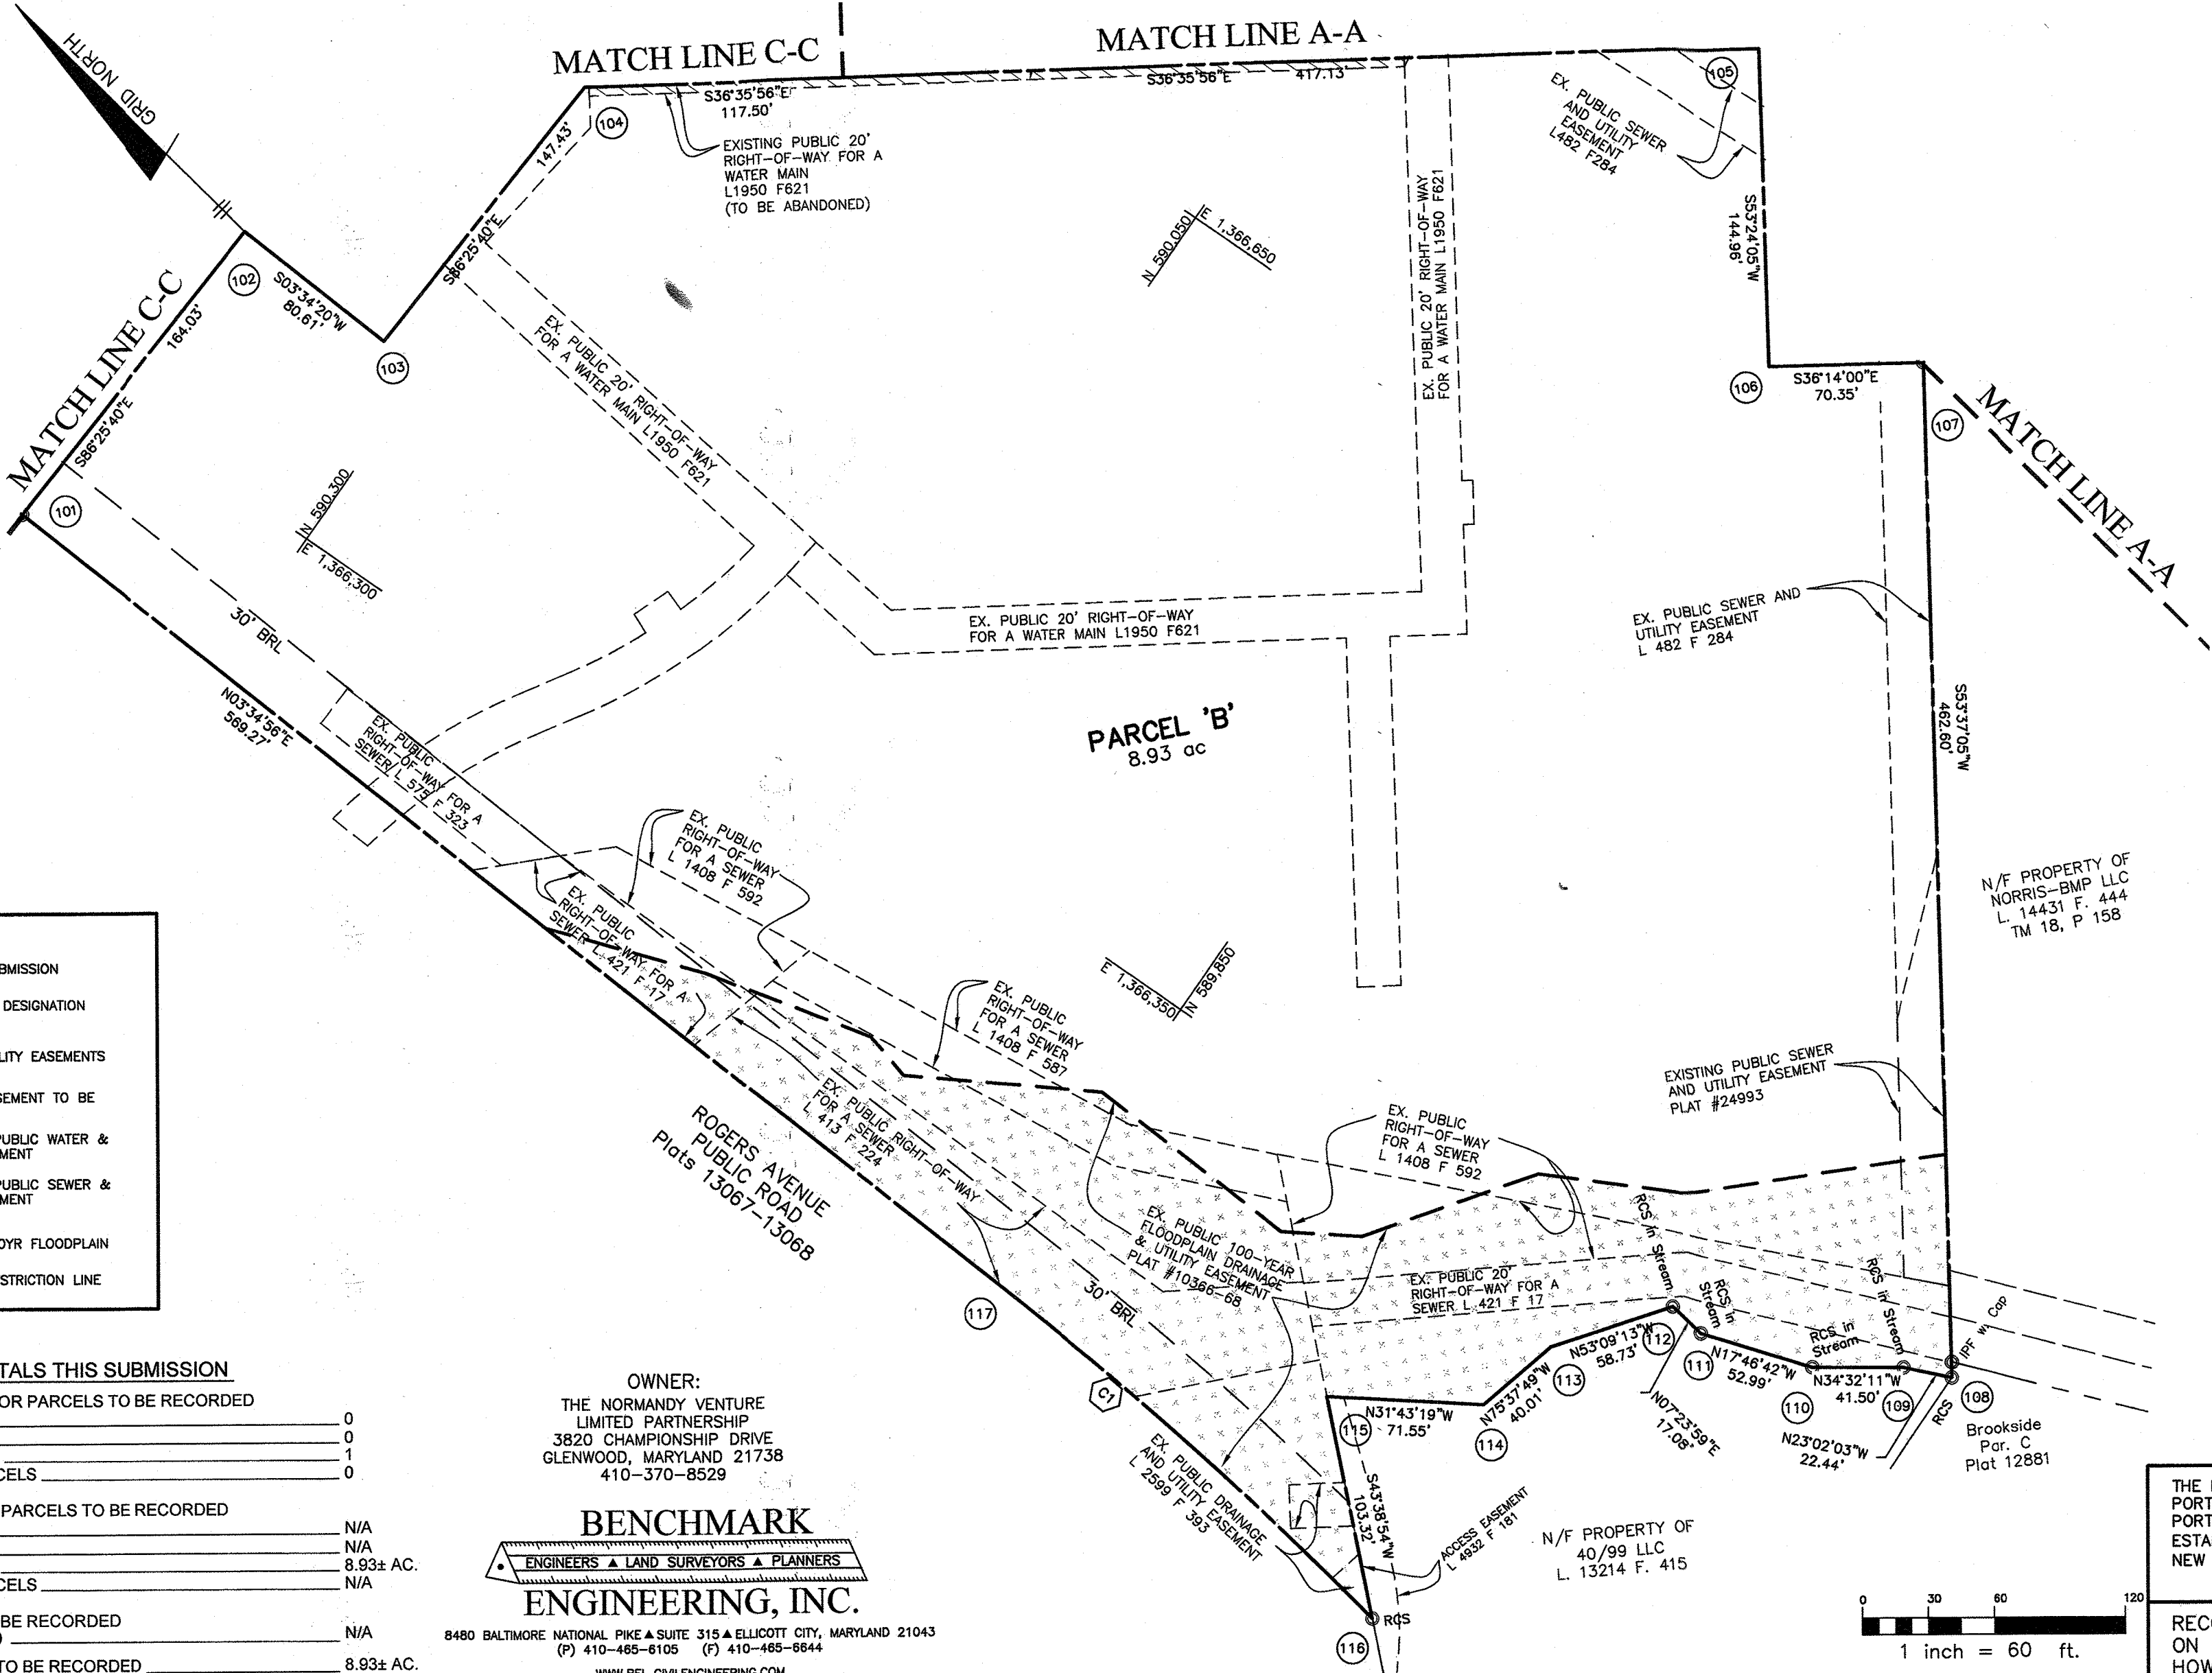 GRID NORTH
MATCH LINE C-C
MATCH LINE A-A
S36°35'56"E
117.50'
S36°35'56"E 417.13'
104
105
147.43'
S86°25'40"E
EXISTING PUBLIC 20'
RIGHT-OF-WAY FOR A
WATER MAIN
L1950 F621
(TO BE ABANDONED)
EX. PUBLIC SEWER
AND UTILITY
EASEMENT
L482 F284
102
S03°34'20"W
80.61'
103
MATCH LINE C-C
164.03'
S86°25'40"E
101
N 590,050
E 1,366,650
EX. PUBLIC 20' RIGHT-OF-WAY
FOR A WATER MAIN L1950 F621
S53°24'05"W
144.96'
106
S36°14'00"E
70.35'
107
MATCH LINE A-A
N 590,300
E 1,366,300
EX. PUBLIC 20' RIGHT-OF-WAY
FOR A WATER MAIN L1950 F621
30' BRL
EX. PUBLIC 20' RIGHT-OF-WAY
FOR A WATER MAIN L1950 F621
EX. PUBLIC SEWER AND
UTILITY EASEMENT
L 482 F 284
N03°34'56"E
569.27'
EX. PUBLIC
RIGHT-OF-WAY FOR A
SEWER L 575 F 323
PARCEL 'B'
8.93 ac
S53°37'05"W
462.60'
EX. PUBLIC
RIGHT-OF-WAY
FOR A SEWER
L 1408 F 592
EX. PUBLIC
RIGHT-OF-WAY FOR A
SEWER L 421 F 17
N/F PROPERTY OF
NORRIS-BMP LLC
L. 14431 F. 444
TM 18, P 158
E 1,366,350
N 589,850
EX. PUBLIC
RIGHT-OF-WAY
FOR A SEWER
L 1408 F 587
EXISTING PUBLIC SEWER
AND UTILITY EASEMENT
PLAT #24993
EX. PUBLIC RIGHT-OF-WAY
FOR A SEWER
L 413 F 224
EX. PUBLIC
RIGHT-OF-WAY
FOR A SEWER
L 1408 F 592
ROGERS AVENUE
PUBLIC ROAD
Plats 13067-13068
EX. PUBLIC 100-YEAR
FLOODPLAIN DRAINAGE
& UTILITY EASEMENT
PLAT #10366-68
EX. PUBLIC 20'
RIGHT-OF-WAY FOR A
SEWER L 421 F 17
RCS in Stream
RCS in
Stream
RCS in
Stream
RCS in Stream
IPF w/ Cap
30' BRL
117
C1
N53°09'13"W
58.73'
112
111
N17°46'42"W
52.99'
N34°32'11"W
41.50'
110
109
108
RCS
113
N75°37'49"W
40.01'
114
N31°43'19"W
71.55'
115
N07°23'59"E
17.08'
N23°02'03"W
22.44'
Brookside
Par. C
Plat 12881
EX. PUBLIC DRAINAGE
AND UTILITY EASEMENT
L 2599 F 393
S43°38'54"W
103.32'
ACCESS EASEMENT
L 4932 F 181
N/F PROPERTY OF
40/99 LLC
L. 13214 F. 415
RCS
116
0 30 60 120
1 inch = 60 ft.
BMISSION
DESIGNATION
LITY EASEMENTS
SEMENT TO BE
PUBLIC WATER &
MENT
PUBLIC SEWER &
MENT
0YR FLOODPLAIN
STRICTION LINE
TALS THIS SUBMISSION
OR PARCELS TO BE RECORDED
0
0
1
CELS 0
PARCELS TO BE RECORDED
N/A
N/A
8.93± AC.
CELS N/A
BE RECORDED
) N/A
TO BE RECORDED 8.93± AC.
OWNER:
THE NORMANDY VENTURE
LIMITED PARTNERSHIP
3820 CHAMPIONSHIP DRIVE
GLENWOOD, MARYLAND 21738
410-370-8529
BENCHMARK
ENGINEERS ▲ LAND SURVEYORS ▲ PLANNERS
ENGINEERING, INC.
8480 BALTIMORE NATIONAL PIKE ▲ SUITE 315 ▲ ELLICOTT CITY, MARYLAND 21043
(P) 410-465-6105 (F) 410-465-6644
WWW.BEI-CIVILENGINEERING.COM
THE
PORT
PORT
ESTA
NEW
RECO
ON
HOW